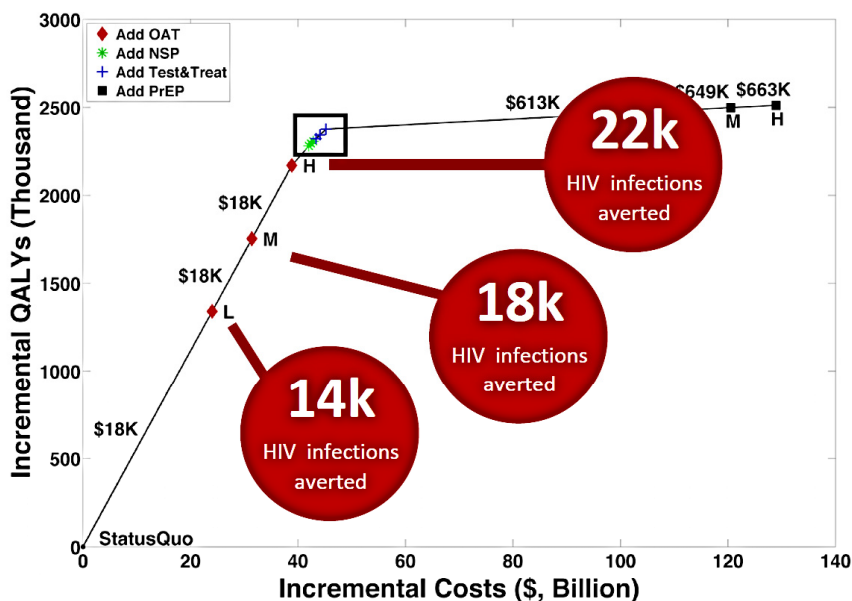 3000
Add OAT
Add NSP
Add Test&Treat
Add PrEP
2500
2000
1500
1000
500
0
Incremental QALYs (Thousand)
$613K
$649K
$663K
M
H
22k
HIV infections
averted
H
$18K
M
18k
HIV infections
averted
$18K
L
14k
HIV infections
averted
$18K
StatusQuo
0
20
40
60
80
100
120
140
Incremental Costs ($, Billion)